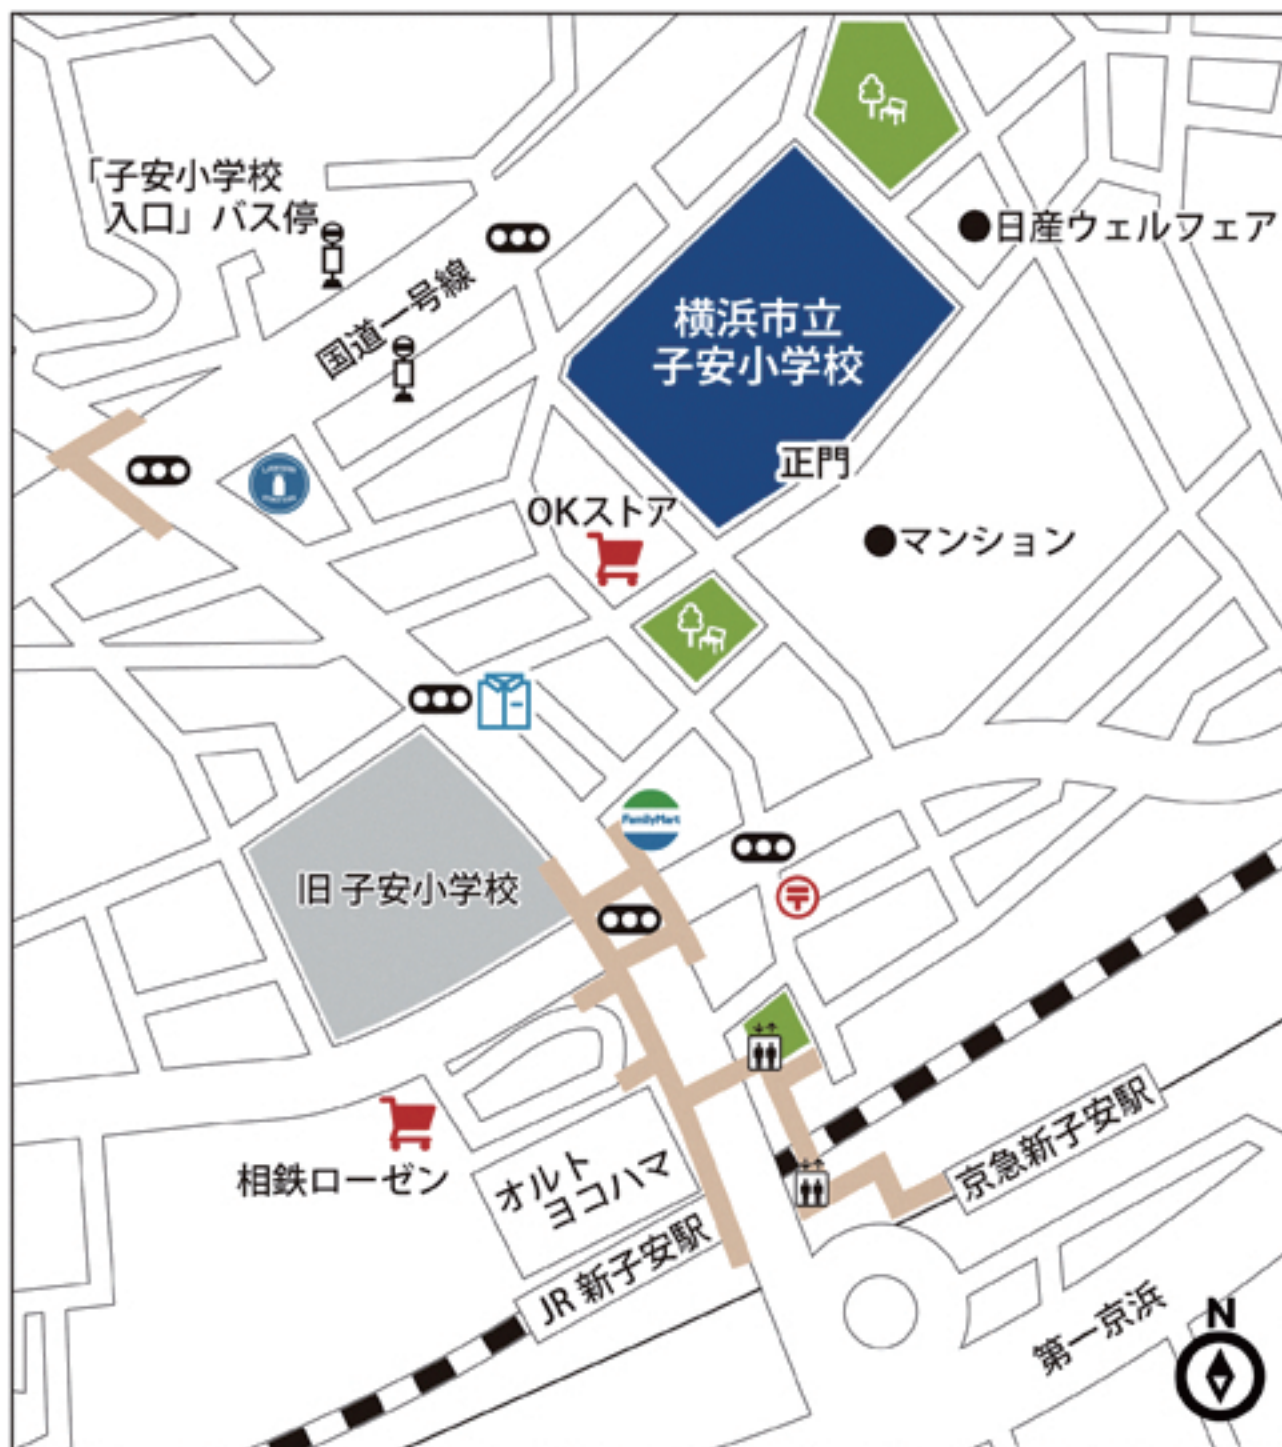 「子安小学校
入口」バス停
日産ウェルフェア
国道一号線
横浜市立
子安小学校
正門
OKストア
マンション
FamilyMart
旧 子安小学校
相鉄ローゼン
オルト
ヨコハマ
京急新子安駅
JR 新子安駅
第一京浜
N